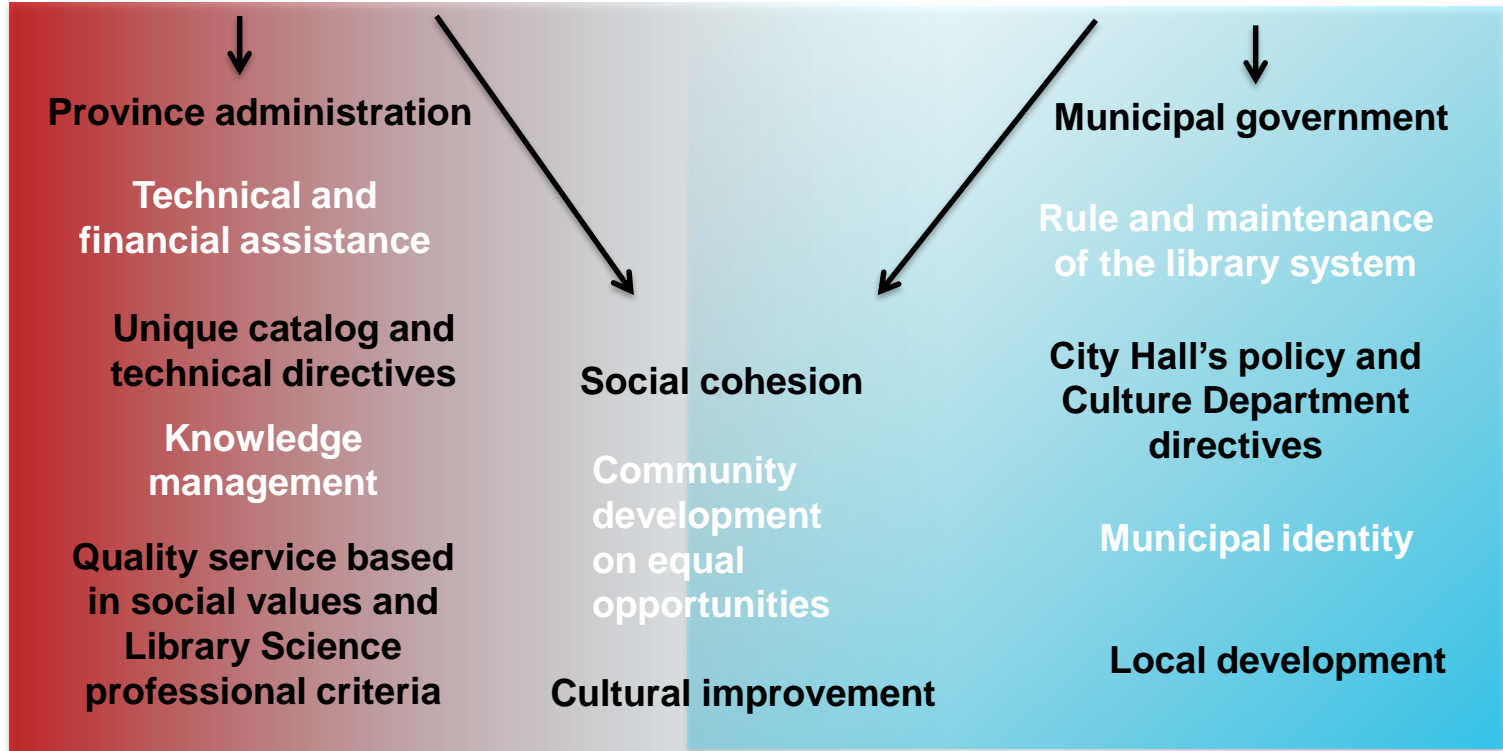 Province administration
Technical and
financial assistance
Unique catalog and
technical directives
Knowledge
management
Quality service based
in social values and
Library Science
professional criteria
Social cohesion
Community
development
on equal
opportunities
Cultural improvement
Municipal government
Rule and maintenance
of the library system
City Hall’s policy and
Culture Department
directives
Municipal identity
Local development